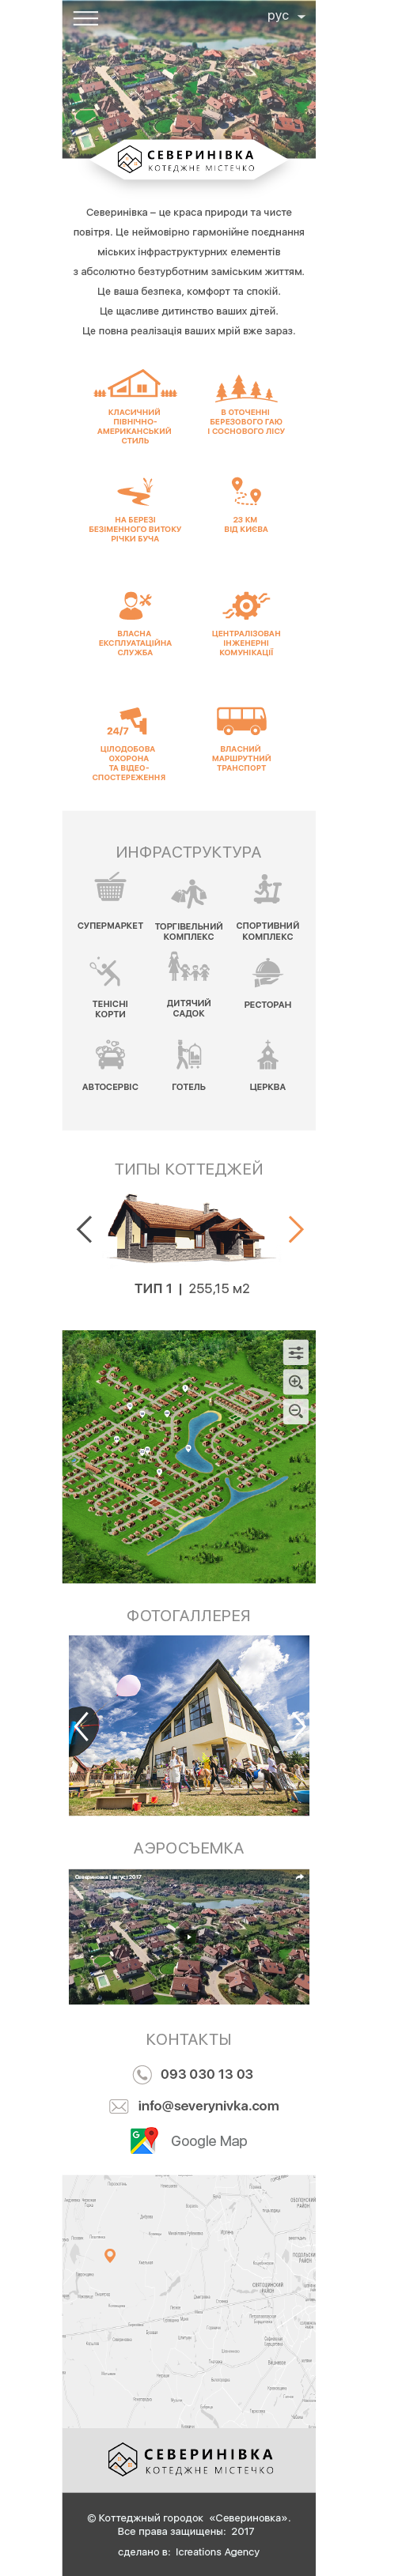 рус
СЕВЕРИНІВКА
КОТЕДЖНЕ МІСТЕЧКО
Северинівка – це краса природи та чисте
повітря. Це неймовірно гармонійне поєднання
міських інфраструктурних елементів
з абсолютно безтурботним заміським життям.
Це ваша безпека, комфорт та спокій.
Це щасливе дитинство ваших дітей.
Це повна реалізація ваших мрій вже зараз.
КЛАСИЧНИЙ
ПІВНІЧНО-
АМЕРИКАНСЬКИЙ
СТИЛЬ
В ОТОЧЕННІ
БЕРЕЗОВОГО ГАЮ
І СОСНОВОГО ЛІСУ
НА БЕРЕЗІ
БЕЗІМЕННОГО ВИТОКУ
РІЧКИ БУЧА
23 КМ
ВІД КИЄВА
ВЛАСНА
ЕКСПЛУАТАЦІЙНА
СЛУЖБА
ЦЕНТРАЛІЗОВАН
ІНЖЕНЕРНІ
КОМУНІКАЦІЇ
24/7
ЦІЛОДОБОВА
ОХОРОНА
ТА ВІДЕО-
СПОСТЕРЕЖЕННЯ
ВЛАСНИЙ
МАРШРУТНИЙ
ТРАНСПОРТ
ИНФРАСТРУКТУРА
СУПЕРМАРКЕТ
ТОРГІВЕЛЬНИЙ
КОМПЛЕКС
СПОРТИВНИЙ
КОМПЛЕКС
ТЕНІСНІ
КОРТИ
ДИТЯЧИЙ
САДОК
РЕСТОРАН
АВТОСЕРВІС
ГОТЕЛЬ
ЦЕРКВА
ТИПЫ КОТТЕДЖЕЙ
ТИП 1 | 255,15 м2
ФОТОГАЛЛЕРЕЯ
АЭРОСЪЕМКА
Севериновка | август 2017
КОНТАКТЫ
093 030 13 03
info@severynivka.com
Google Map
СЕВЕРИНІВКА
КОТЕДЖНЕ МІСТЕЧКО
© Коттеджный городок «Севериновка».
Все права защищены: 2017
сделано в: Icreations Agency